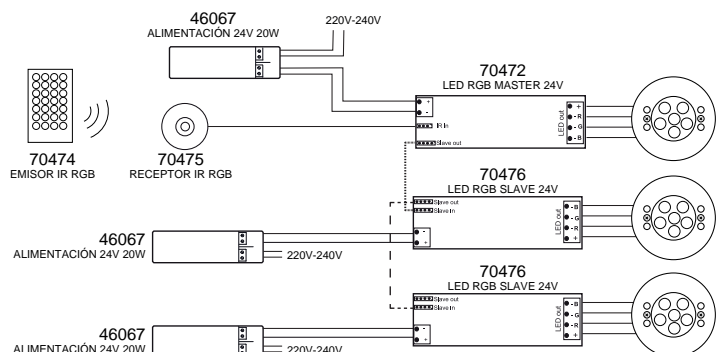 46067
ALIMENTACIÓN 24V 20W
220V-240V
70472
LED RGB MASTER 24V
+
-
IR In
Slave out
LED out
+
- R
- G
- B
70474
EMISOR IR RGB
70475
RECEPTOR IR RGB
70476
LED RGB SLAVE 24V
Slave out
Slave In
-
+
LED out
- B
- G
- R
+
46067
ALIMENTACIÓN 24V 20W
220V-240V
70476
LED RGB SLAVE 24V
Slave out
Slave In
-
+
LED out
- B
- G
- R
+
46067
ALIMENTACIÓN 24V 20W
220V-240V